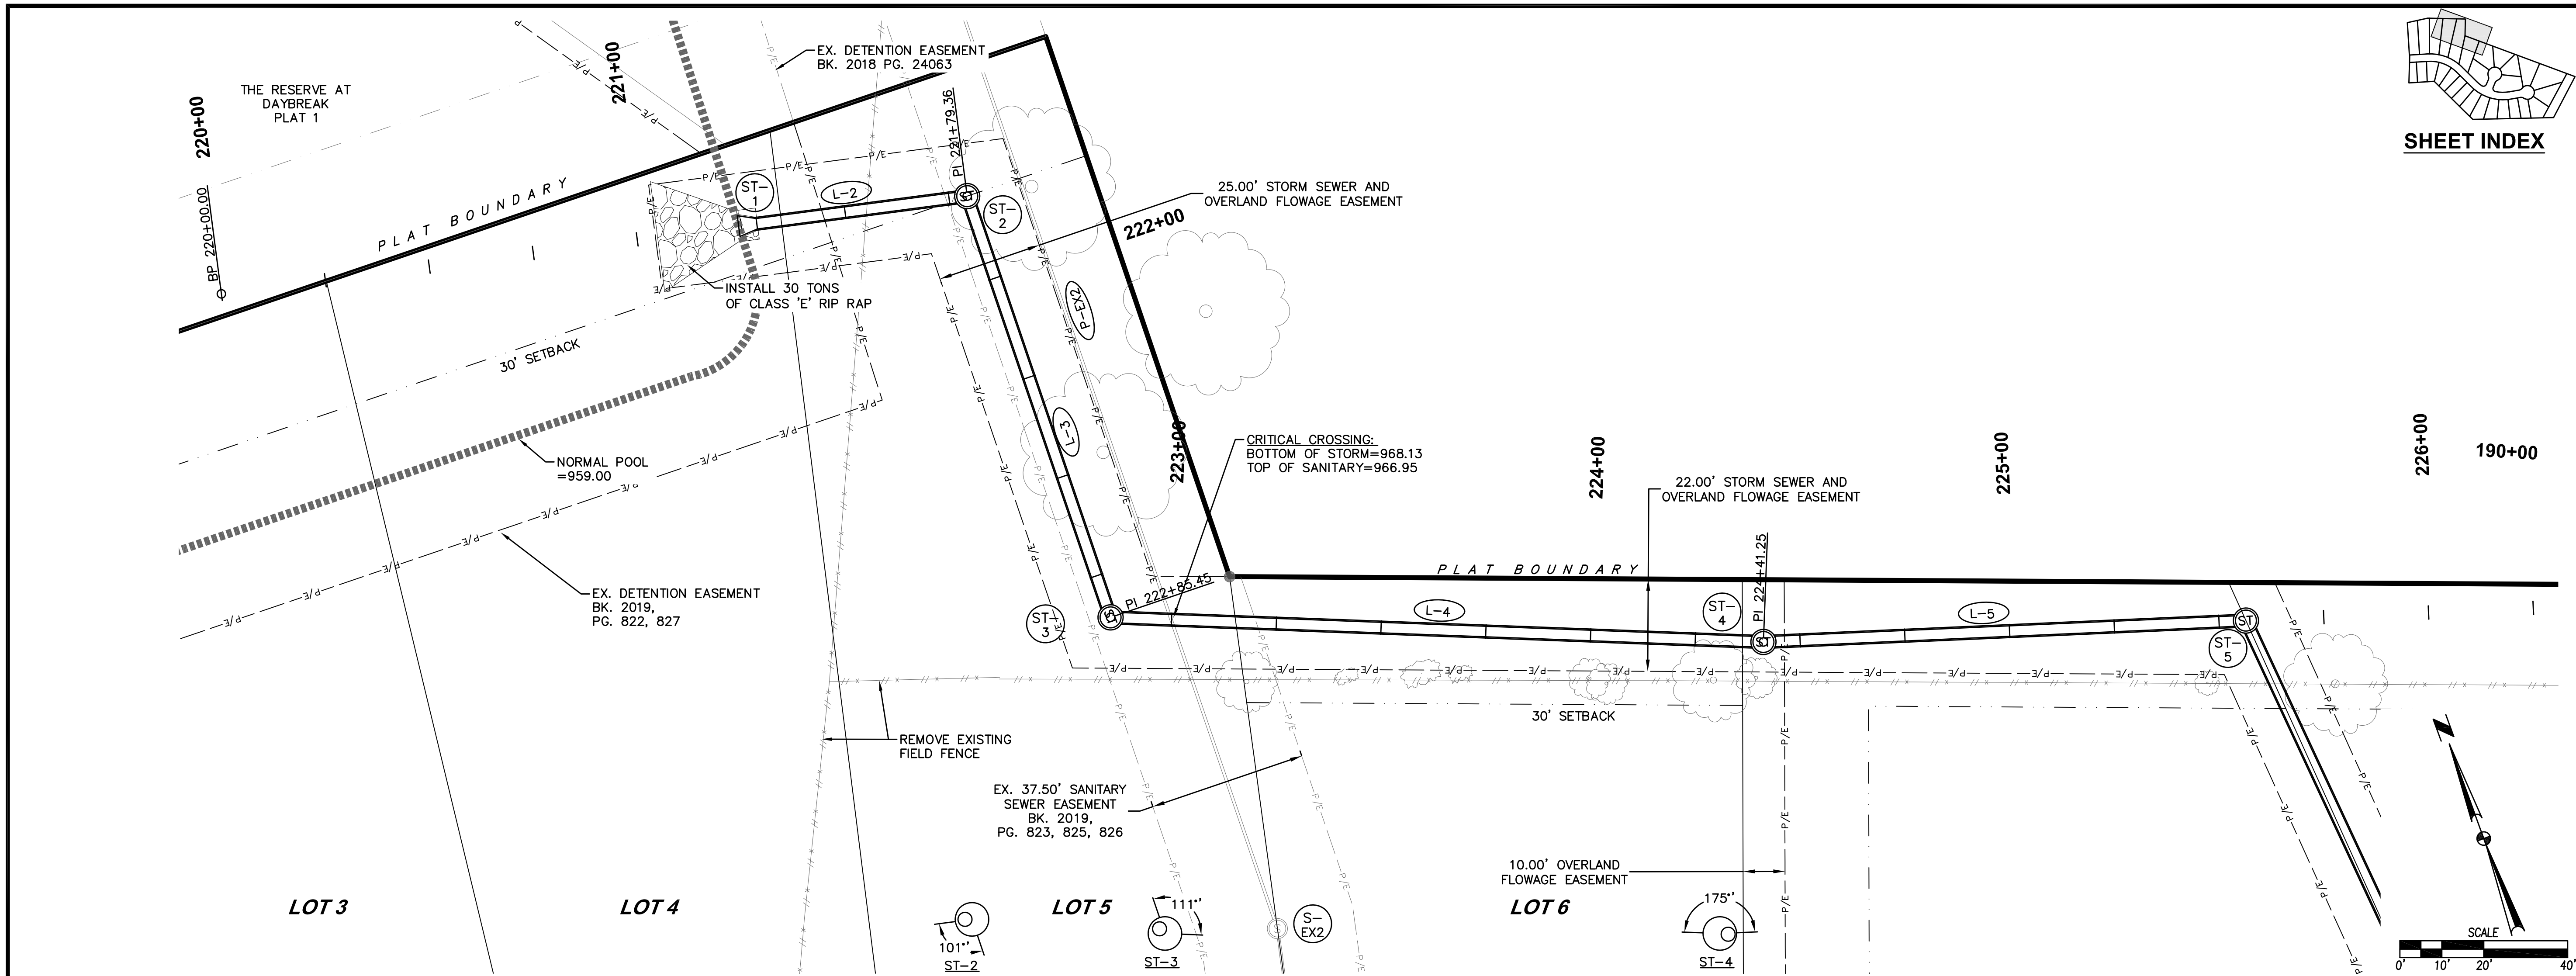 EX. DETENTION EASEMENT
BK. 2018 PG. 24063
THE RESERVE AT
DAYBREAK
PLAT 1
220+00
221+00
BP 220+00.00
PI 221+79.36
PLAT BOUNDARY
ST-
1
L-2
ST
ST-
2
25.00' STORM SEWER AND
OVERLAND FLOWAGE EASEMENT
222+00
SHEET INDEX
INSTALL 30 TONS
OF CLASS 'E' RIP RAP
P-EX2
30' SETBACK
L-3
NORMAL POOL
=959.00
223+00
CRITICAL CROSSING:
BOTTOM OF STORM=968.13
TOP OF SANITARY=966.95
224+00
225+00
226+00
190+00
22.00' STORM SEWER AND
OVERLAND FLOWAGE EASEMENT
EX. DETENTION EASEMENT
BK. 2019,
PG. 822, 827
PI 222+85.45
PLAT BOUNDARY
PI 224+41.25
ST-
3
ST
L-4
ST-
4
ST
L-5
ST
ST-
5
30' SETBACK
REMOVE EXISTING
FIELD FENCE
EX. 37.50' SANITARY
SEWER EASEMENT
BK. 2019,
PG. 823, 825, 826
10.00' OVERLAND
FLOWAGE EASEMENT
N
LOT 3
LOT 4
LOT 5
LOT 6
101°'
ST-2
111°'
ST-3
S-
EX2
S
175°'
ST-4
SCALE
0' 10' 20' 40'
P/E